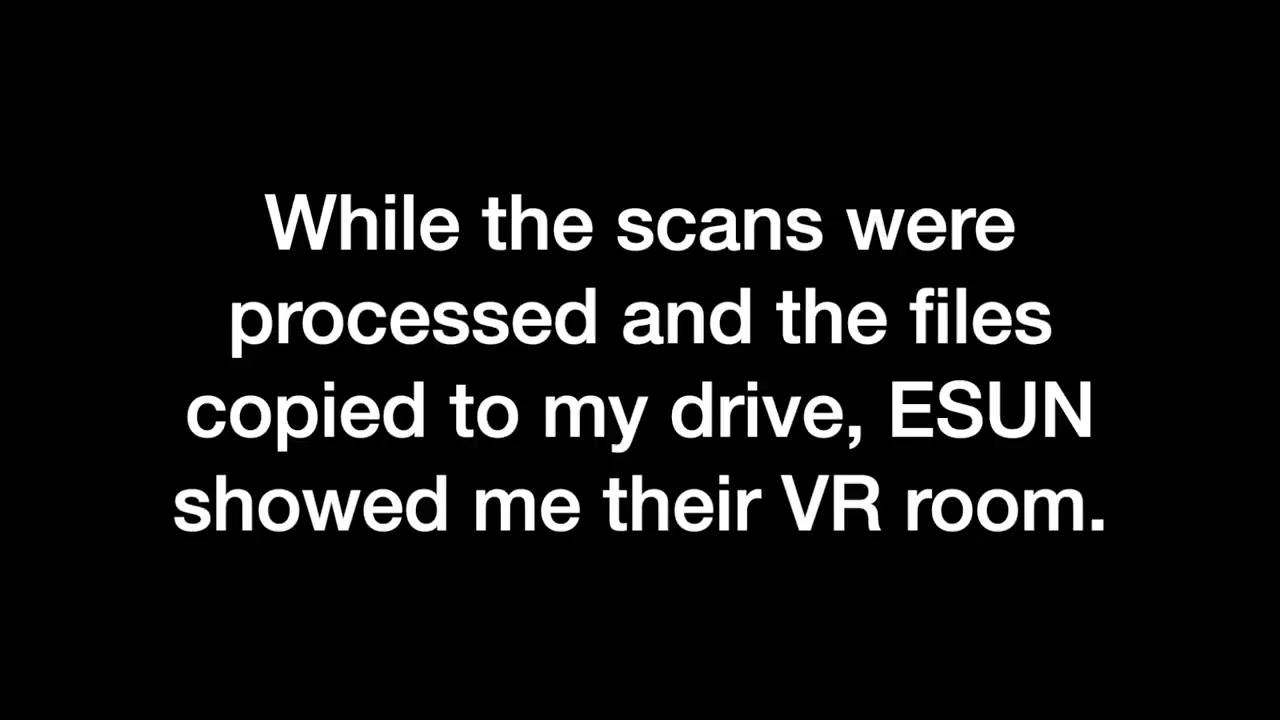 While the scans were
processed and the files
copied to my drive, ESUN
showed me their VR room.